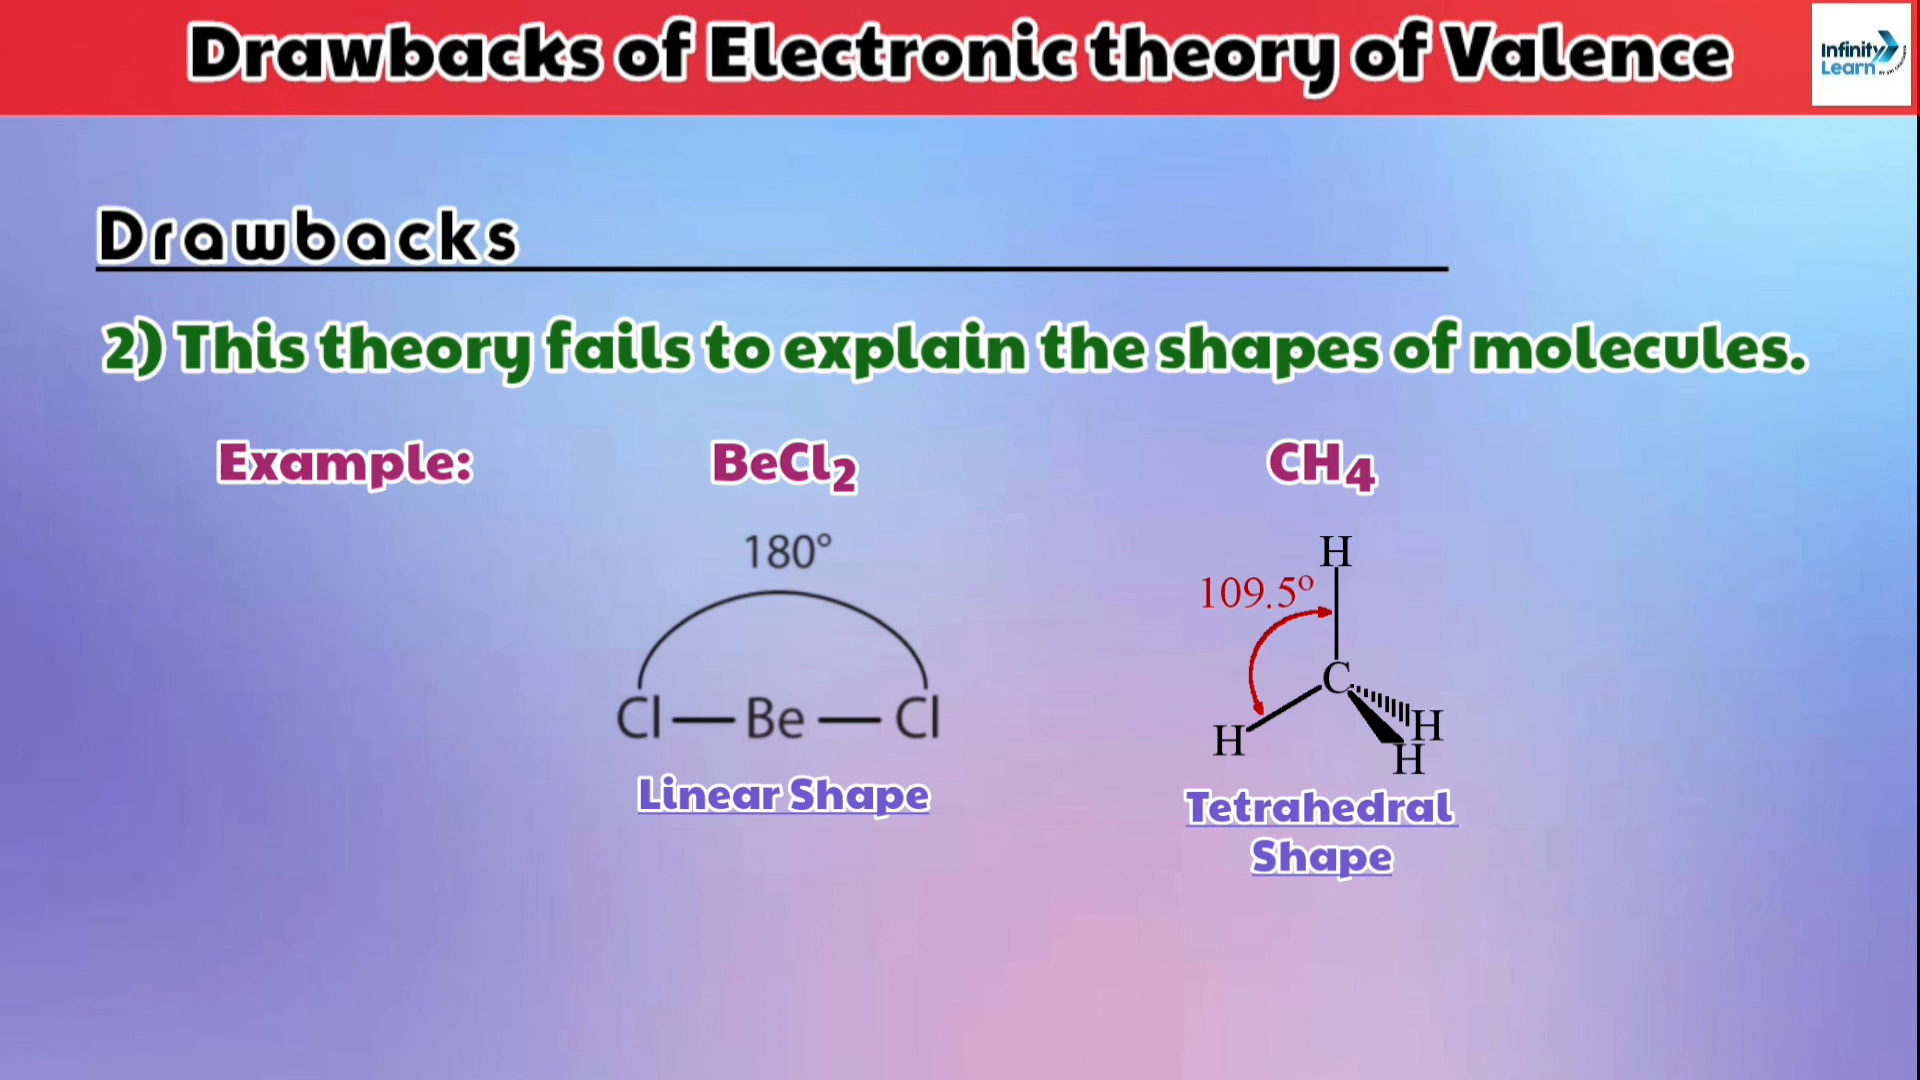 Drawbacks of Electronic theory of Valence
Infinity
Learn
Drawbacks
2) This theory fails to explain the shapes of molecules.
Example:
BeCl₂
CH₄
180°
Cl—Be—Cl
Linear Shape
109.5º
H
C
H
H
H
Tetrahedral
Shape